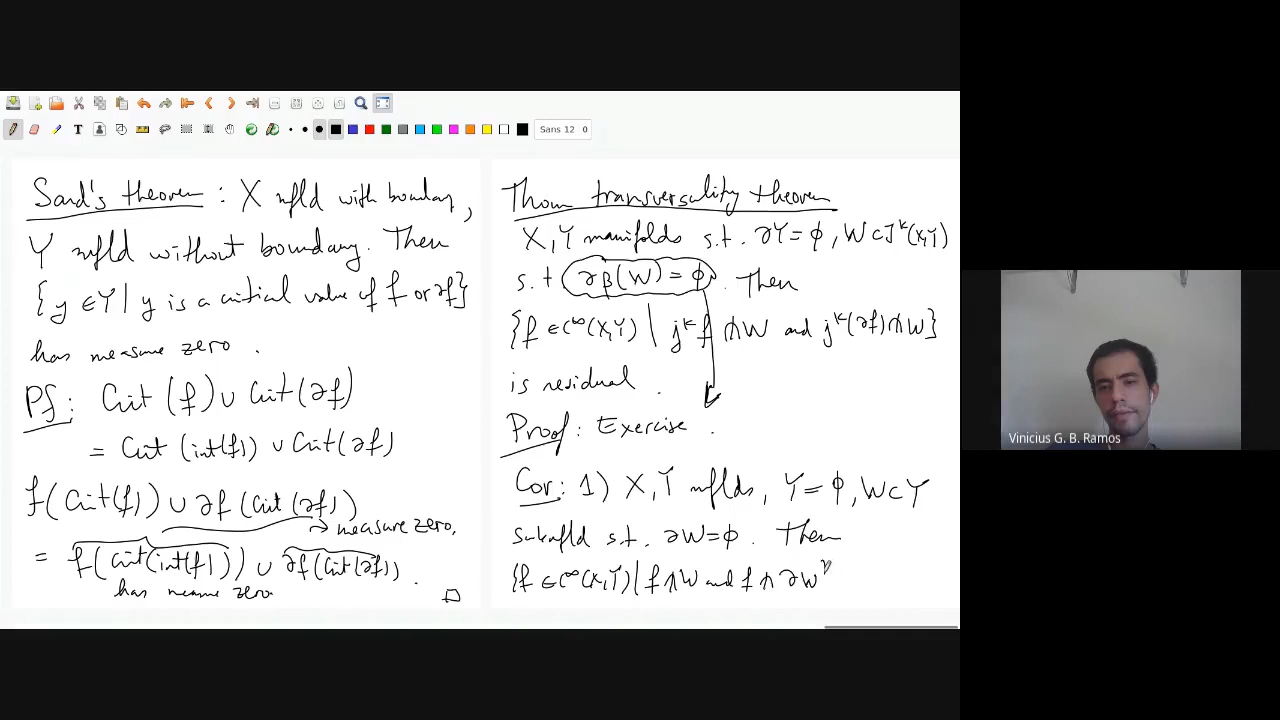 Sans 12 0
Sard's theorem : X mfld with boundary,
Y mfld without boundary. Then
{y ∈ Y | y is a critical value of f or ∂f}
has measure zero.
Pf: Crit (f) ∪ Crit (∂f)
= Crit (int(f)) ∪ Crit (∂f)
f(Crit(f)) ∪ ∂f (Crit (∂f))
→ measure zero.
= f(Crit(int(f))) ∪ ∂f(Crit(∂f)).
has measure zero □
Thom transversality theorem
X,Y manifolds s.t. ∂Y = ϕ, W ⊂ J^k(X,Y)
s.t ∂β(W) = ϕ. Then
{f ∈ C^∞(X,Y) | j^k f ⋔ W and j^k(∂f) ⋔ W}
is residual.
Proof: Exercise.
Cor: 1) X,Y mflds, Y = ϕ, W ⊂ Y
submfld s.t. ∂W = ϕ. Then
{f ∈ C^∞(X,Y) | f ⋔ W and f ⋔ ∂W
Vinicius G. B. Ramos